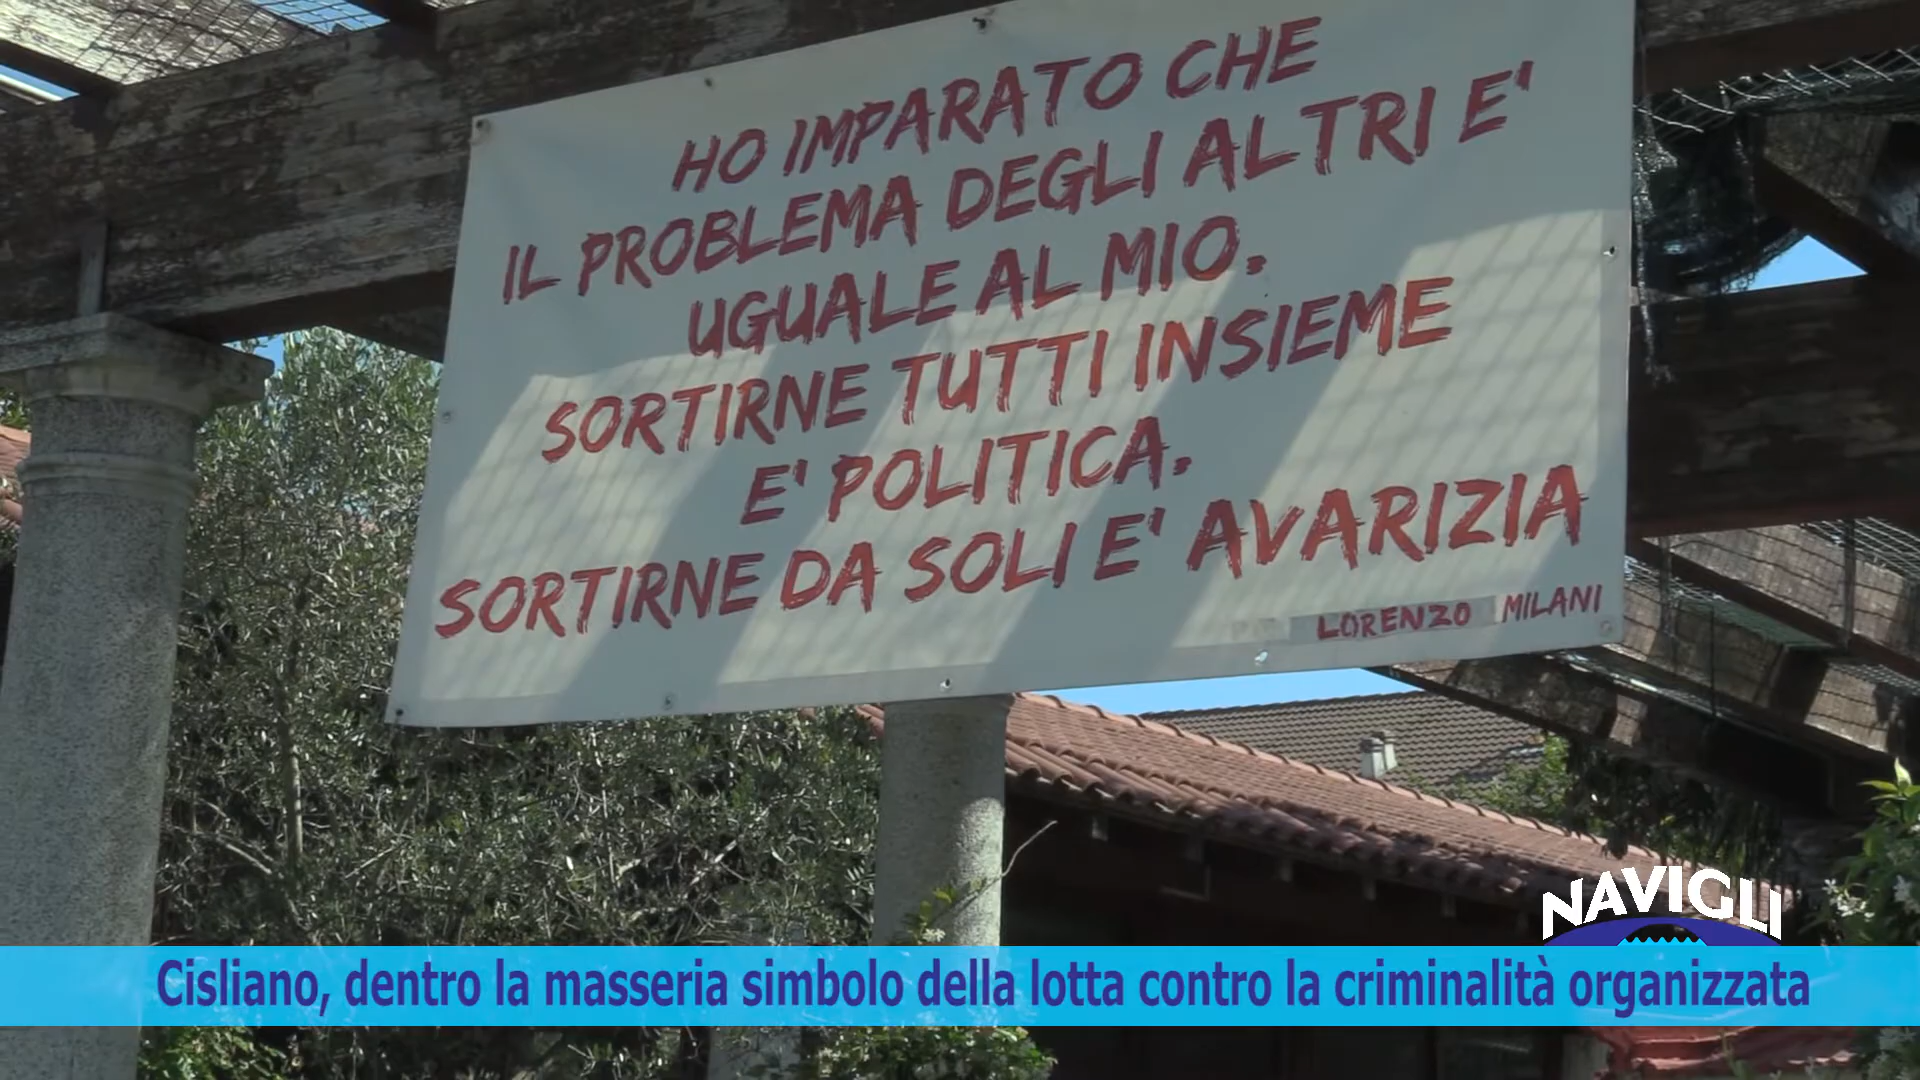 HO IMPARATO CHE
IL PROBLEMA DEGLI ALTRI E'
UGUALE AL MIO.
SORTIRNE TUTTI INSIEME
E' POLITICA.
SORTIRNE DA SOLI E' AVARIZIA
LORENZO MILANI
NAVIGLI
Cisliano, dentro la masseria simbolo della lotta contro la criminalità organizzata